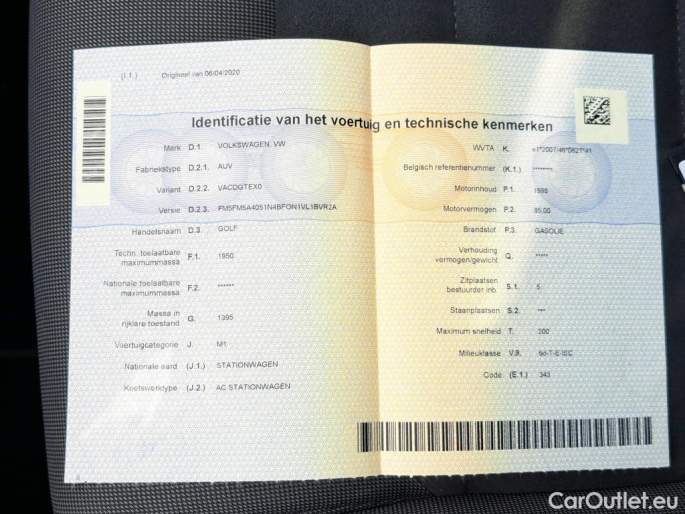 (I.1.) Origineel van 06/04/2020
Identificatie van het voertuig en technische kenmerken
Merk D.1. VOLKSWAGEN, VW
Fabriekstype D.2.1. AUV
Variant D.2.2. VACDGTEX0
Versie D.2.3.
Handelsnaam D.3. GOLF
Techn. toelaatbare
maximummassa F.1. 1950
Nationale toelaatbare
maximummassa F.2. ******
Massa in
rijklare toestand G. 1395
Voertuigcategorie J. M1
Nationale aard (J.1.) STATIONWAGEN
Koetswerktype (J.2.) AC STATIONWAGEN
WVTA K.
Belgisch referentienummer (K.1.) ********
Motorinhoud P.1. 1598
Motorvermogen P.2. 85.00
Brandstof P.3. GASOLIE
Verhouding
vermogen/gewicht Q. *****
Zitplaatsen
bestuurder inb. S.1. 5
Staanplaatsen S.2. ***
Maximum snelheid T. 200
Milieuklasse V.9. 6d-T-E-ISC
Code (E.1.) 343
CarOutlet.eu